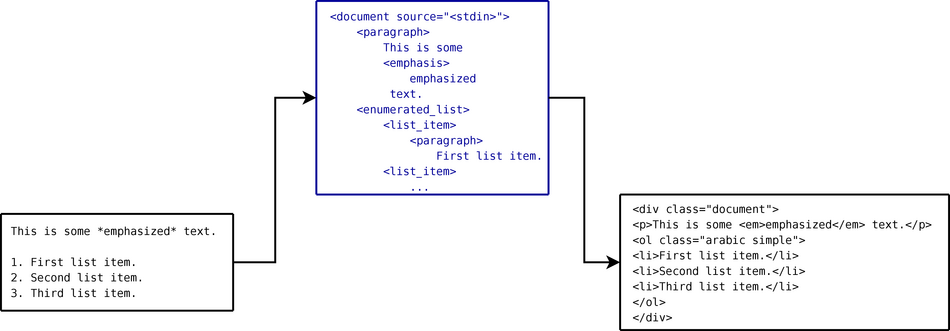 This is some *emphasized* text.
1. First list item.
2. Second list item.
3. Third list item.
<document source="<stdin>">
<paragraph>
This is some
<emphasis>
emphasized
text.
<enumerated_list>
<list_item>
<paragraph>
First list item.
<list_item>
...
<div class="document">
<p>This is some <em>emphasized</em> text.</p>
<ol class="arabic simple">
<li>First list item.</li>
<li>Second list item.</li>
<li>Third list item.</li>
</ol>
</div>